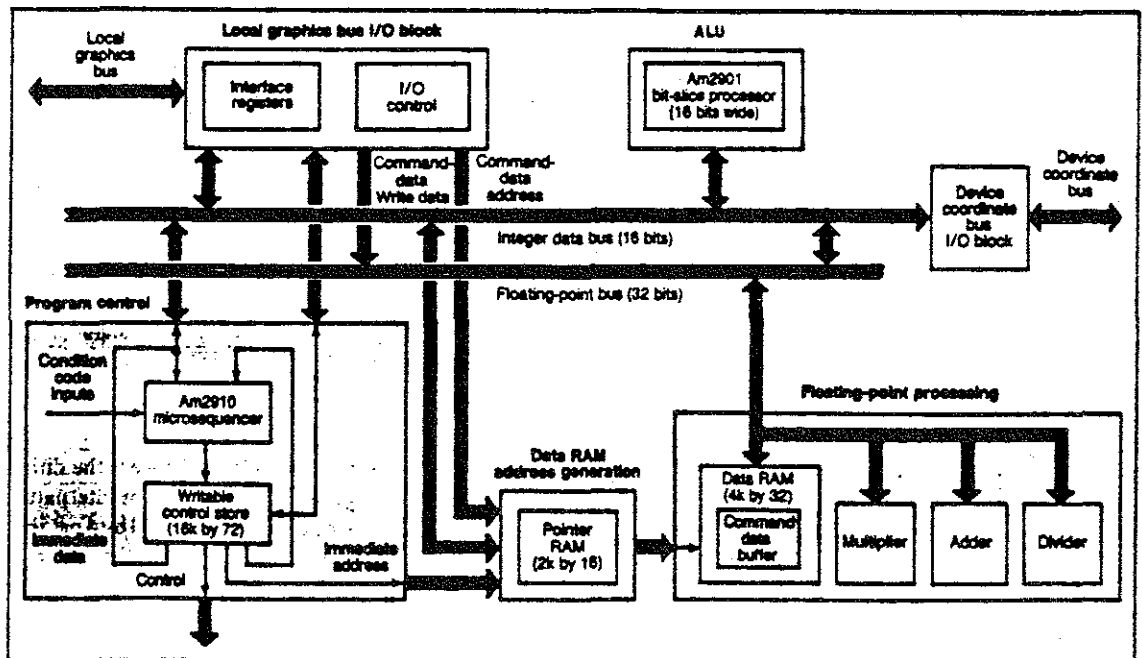 Local graphics bus I/O block
ALU
Local
graphics
bus
Interface
registers
I/O
control
Am2901
bit-slice processor
(16 bits wide)
Command-
data
Write data
Command-
data
address
Device
coordinate
bus
I/O block
Device
coordinate
bus
Integer data bus (16 bits)
Floating-point bus (32 bits)
Program control
Condition
code
inputs
Am2910
microssquencer
Writable
control store
(16k by 72)
Immediate
data
Control
Immediate
address
Data RAM
address generation
Pointer
RAM
(2k by 16)
Floating-point processing
Data RAM
(4k by 32)
Command-
data
buffer
Multiplier
Adder
Divider